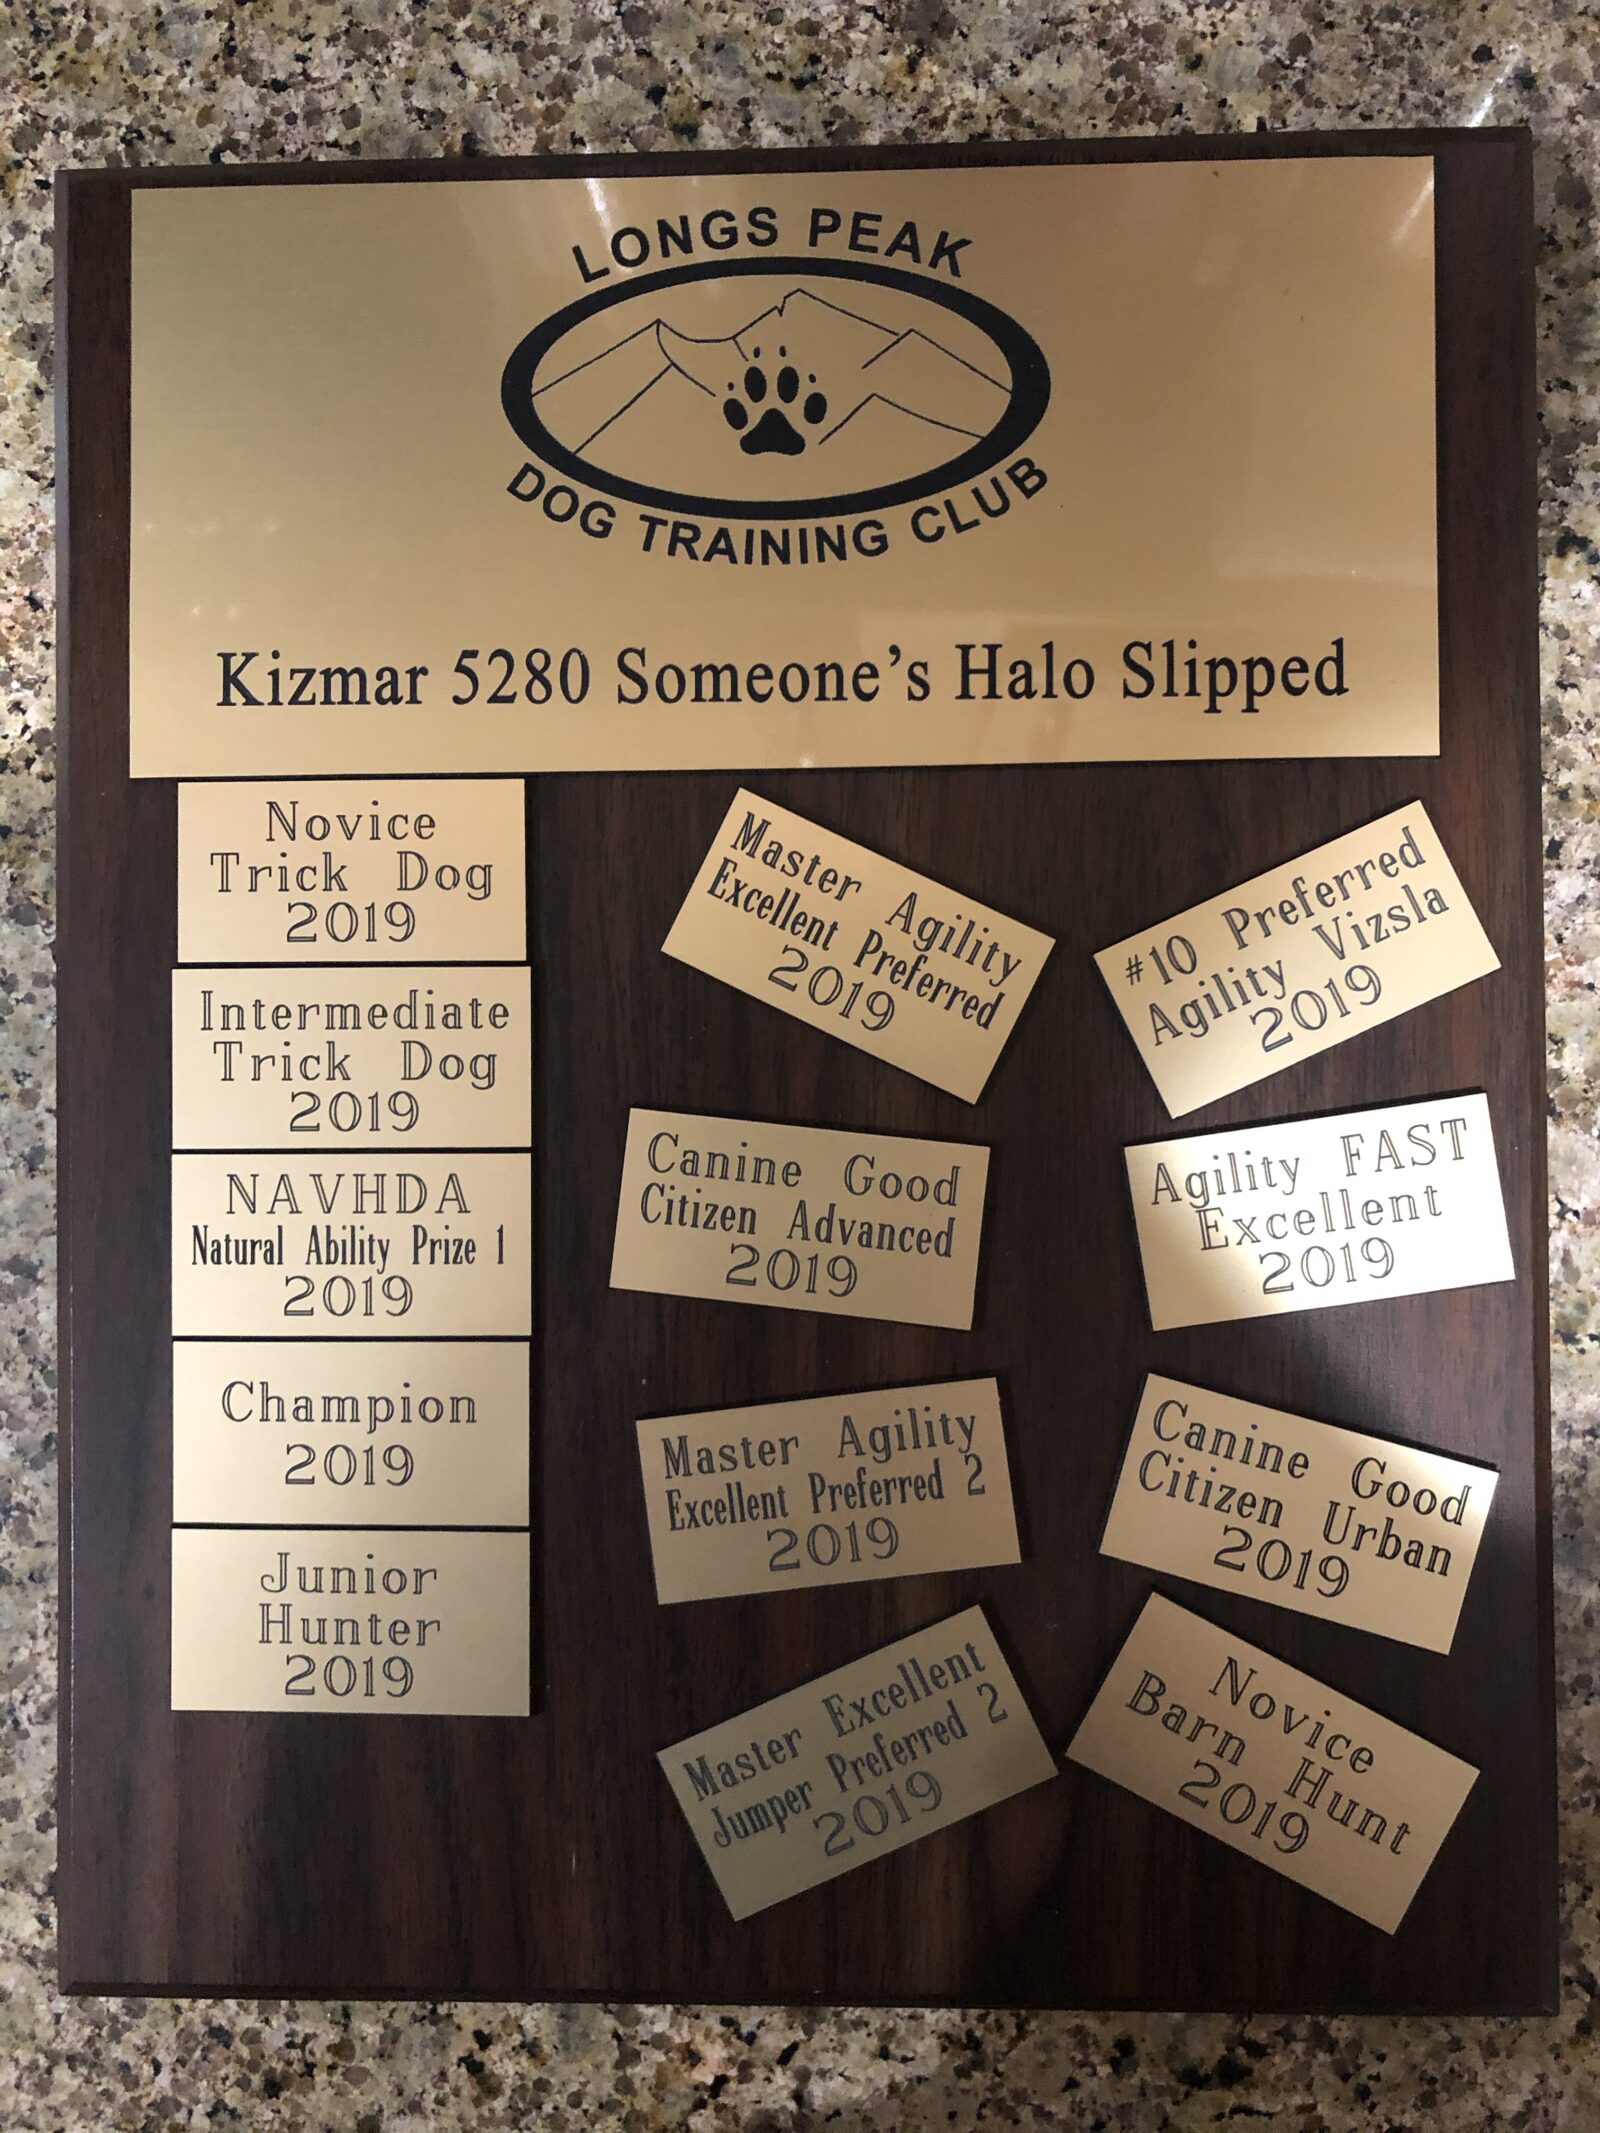 LONGS PEAK
DOG TRAINING CLUB
Kizmar 5280 Someone's Halo Slipped
Novice
Trick Dog
2019
Intermediate
Trick Dog
2019
NAVHDA
Natural Ability Prize 1
2019
Champion
2019
Junior
Hunter
2019
Master Agility
Excellent Preferred
2019
Canine Good
Citizen Advanced
2019
Master Agility
Excellent Preferred 2
2019
Master Excellent
Jumper Preferred 2
2019
#10 Preferred
Agility Vizsla
2019
Agility FAST
Excellent
2019
Canine Good
Citizen Urban
2019
Novice
Barn Hunt
2019